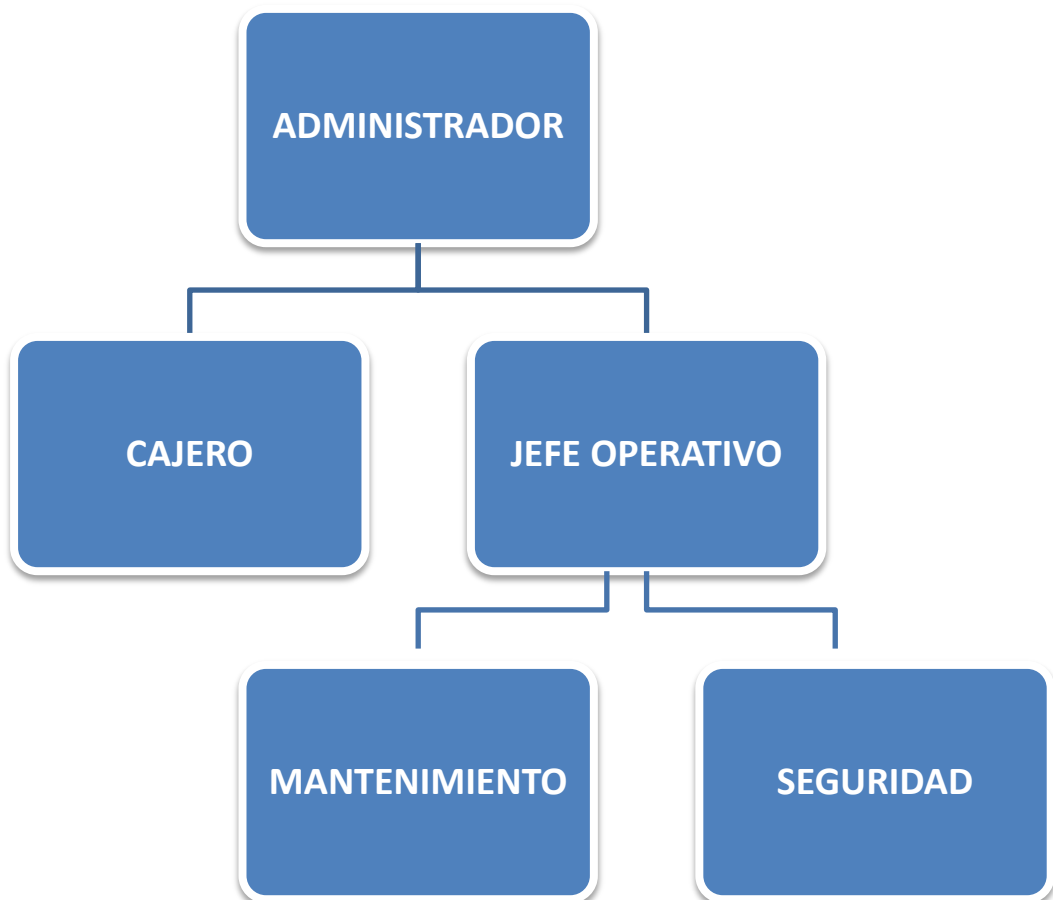 ADMINISTRADOR
CAJERO
JEFE OPERATIVO
MANTENIMIENTO
SEGURIDAD